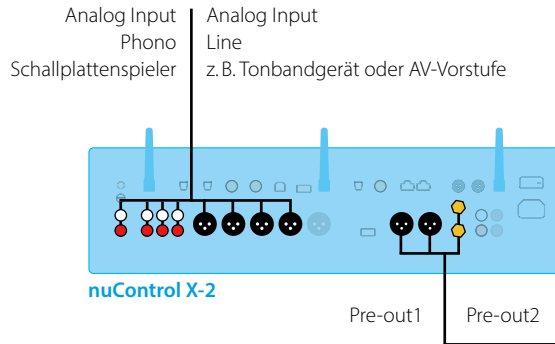 Analog Input
Phono
Schallplattenspieler
Analog Input
Line
z. B. Tonbandgerät oder AV-Vorstufe
nuControl X-2
Pre-out1
Pre-out2